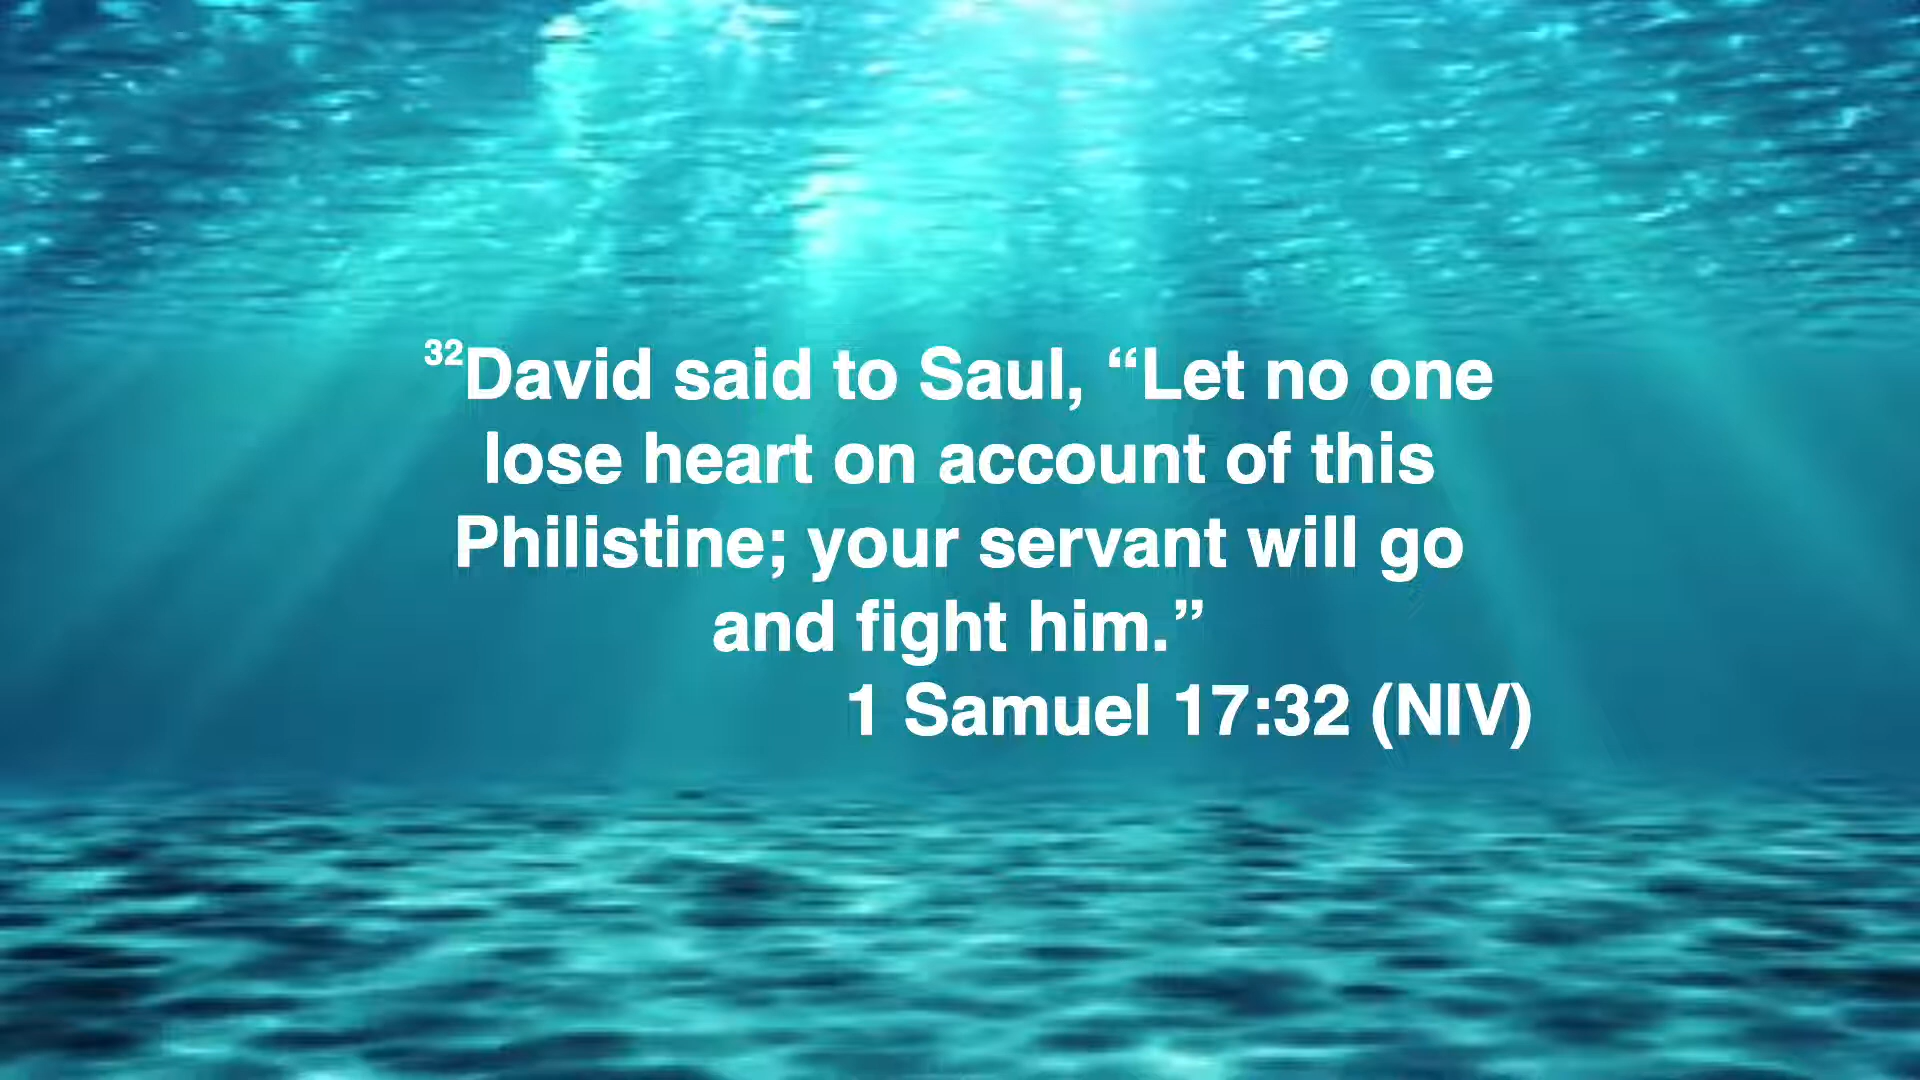 ³²David said to Saul, “Let no one
lose heart on account of this
Philistine; your servant will go
and fight him.”
1 Samuel 17:32 (NIV)